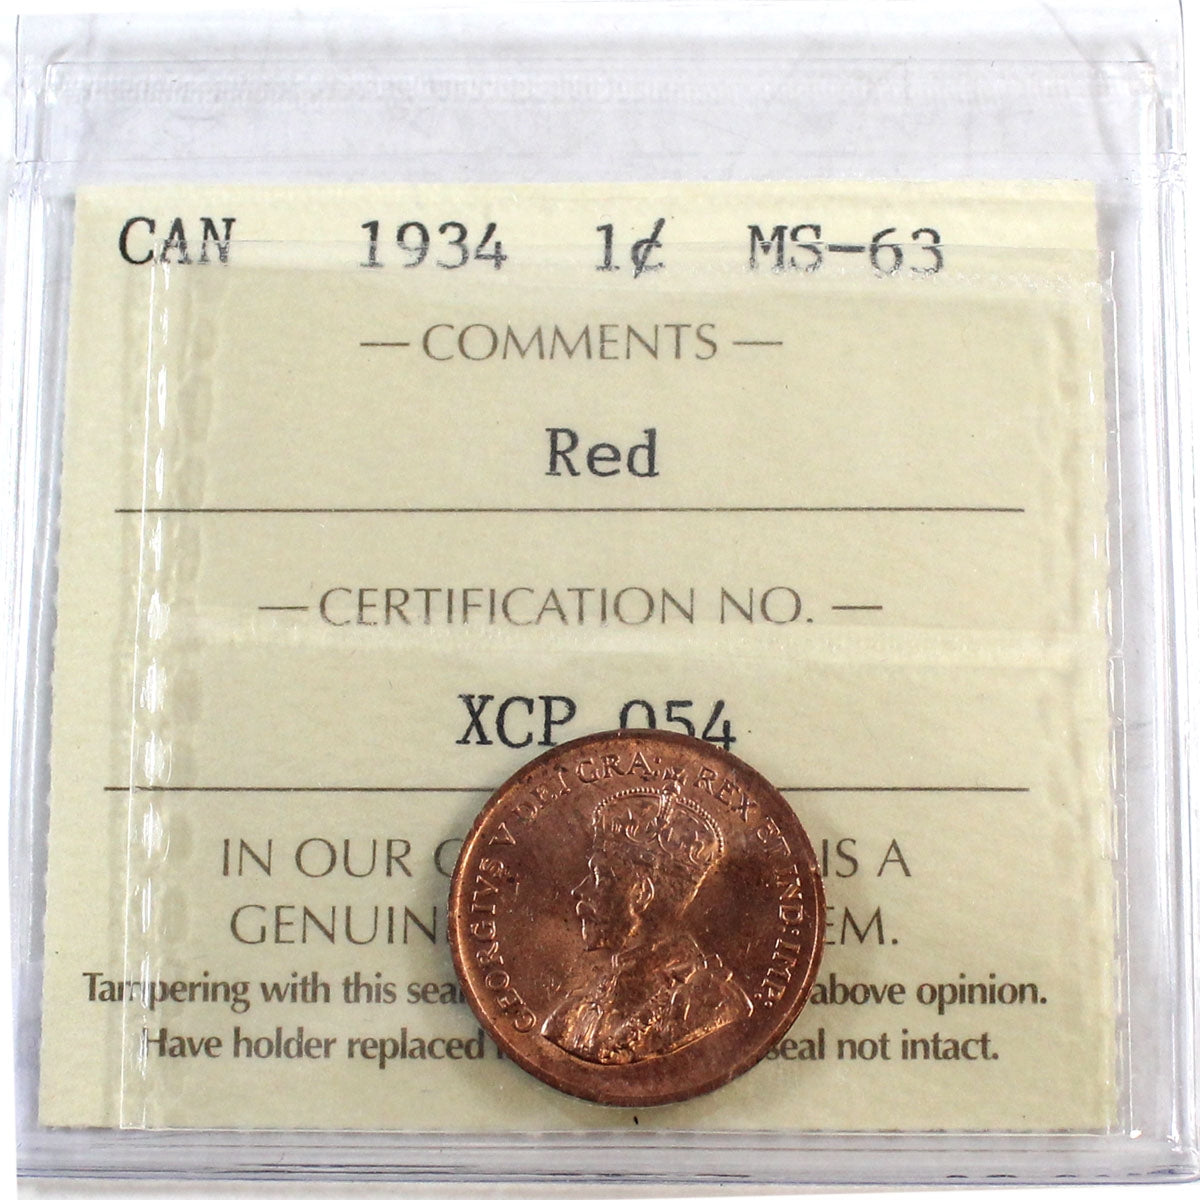 CAN 1934 1¢ MS-63
— COMMENTS —
Red
— CERTIFICATION NO. —
XCP 054
GEORGIVS V DEI GRA: REX ET IND: IMP:
IN OUR IS A
GENUIN EM.
Tampering with this seal above opinion.
Have holder replaced seal not intact.